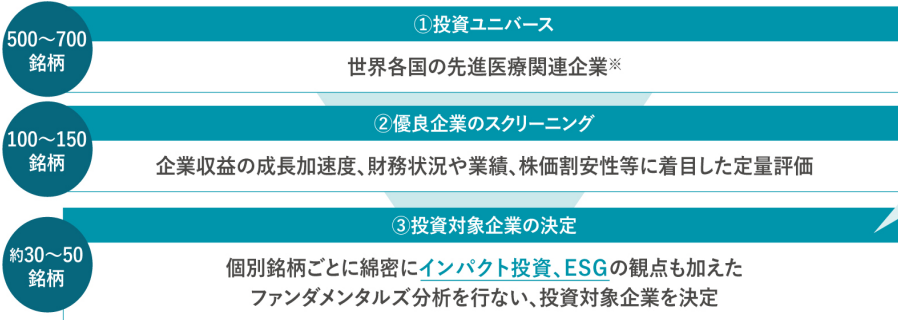 500〜700
銘柄
①投資ユニバース
世界各国の先進医療関連企業※
100〜150
銘柄
②優良企業のスクリーニング
企業収益の成長加速度、財務状況や業績、株価割安性等に着目した定量評価
約30〜50
銘柄
③投資対象企業の決定
個別銘柄ごとに綿密にインパクト投資、ESGの観点も加えた
ファンダメンタルズ分析を行ない、投資対象企業を決定